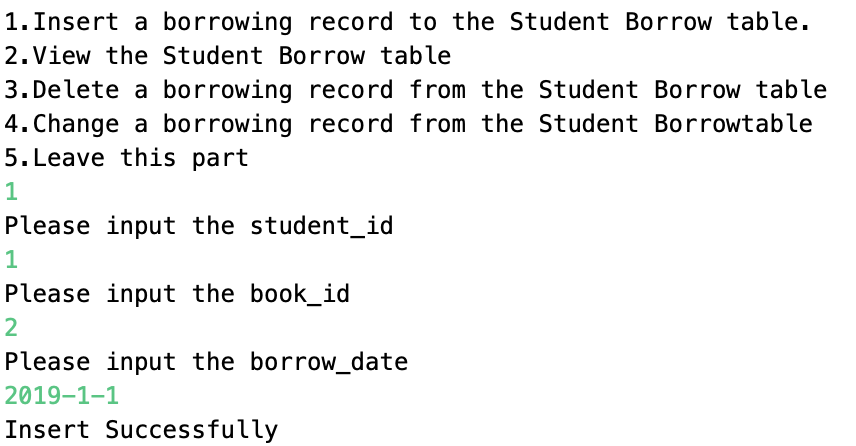 1.Insert a borrowing record to the Student Borrow table.
2.View the Student Borrow table
3.Delete a borrowing record from the Student Borrow table
4.Change a borrowing record from the Student Borrowtable
5.Leave this part
1
Please input the student_id
1
Please input the book_id
2
Please input the borrow_date
2019-1-1
Insert Successfully